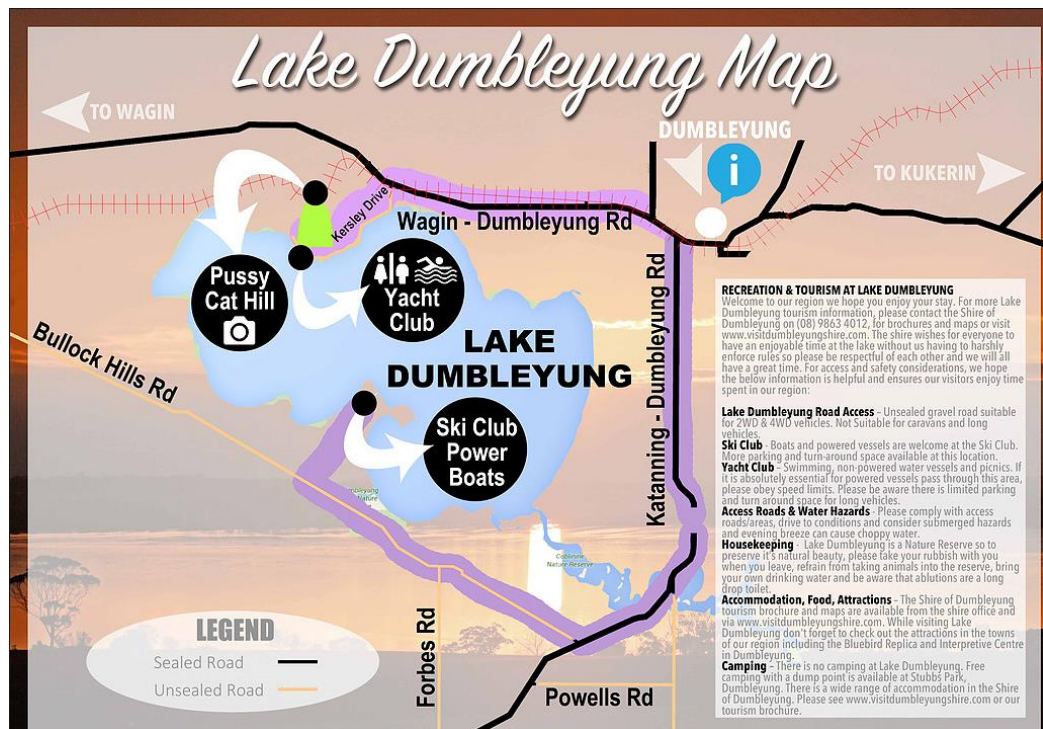 Lake Dumbleyung Map
TO WAGIN
DUMBLEYUNG
i
TO KUKERIN
Kersley Drive
Wagin - Dumbleyung Rd
Pussy
Cat Hill
Yacht
Club
Katanning - Dumbleyung Rd
Bullock Hills Rd
LAKE
DUMBLEYUNG
Ski Club
Power
Boats
Nature
Coblinine
Nature Reserve
Forbes Rd
Powells Rd
LEGEND
Sealed Road
Unsealed Road
RECREATION & TOURISM AT LAKE DUMBLEYUNG
Welcome to our region we hope you enjoy your stay. For more Lake
Dumbleyung tourism information, please contact the Shire of
Dumbleyung on (08) 9863 4012, for brochures and maps or visit
www.visitdumbleyungshire.com. The shire wishes for everyone to
have an enjoyable time at the lake without us having to harshly
enforce rules so please be respectful of each other and we will all
have a great time. For access and safety considerations, we hope
the below information is helpful and ensures our visitors enjoy time
spent in our region:
Lake Dumbleyung Road Access – Unsealed gravel road suitable
for 2WD & 4WD vehicles. Not Suitable for caravans and long
vehicles.
Ski Club - Boats and powered vessels are welcome at the Ski Club.
More parking and turn-around space available at this location.
Yacht Club – Swimming, non-powered water vessels and picnics. If
it is absolutely essential for powered vessels pass through this area,
please obey speed limits. Please be aware there is limited parking
and turn around space for long vehicles.
Access Roads & Water Hazards - Please comply with access
roads/areas, drive to conditions and consider submerged hazards
and evening breeze can cause choppy water.
Housekeeping - Lake Dumbleyung is a Nature Reserve so to
preserve it's natural beauty, please take your rubbish with you
when you leave, refrain from taking animals into the reserve, bring
your own drinking water and be aware that ablutions are a long
drop toilet.
Accommodation, Food, Attractions – The Shire of Dumbleyung
tourism brochure and maps are available from the shire office and
via www.visitdumbleyungshire.com. While visiting Lake
Dumbleyung don't forget to check out the attractions in the towns
of our region including the Bluebird Replica and Interpretive Centre
in Dumbleyung.
Camping – There is no camping at Lake Dumbleyung. Free
camping with a dump point is available at Stubbs Park,
Dumbleyung. There is a wide range of accommodation in the Shire
of Dumbleyung. Please see www.visitdumbleyungshire.com or our
tourism brochure.